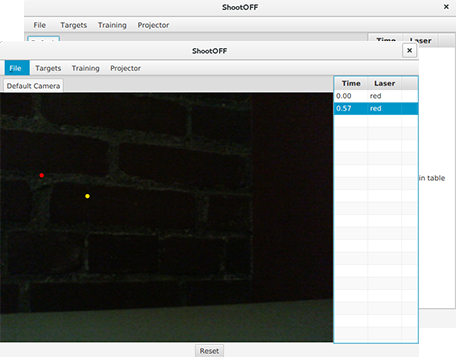 ShootOFF
File Targets Training Projector
Time Laser
ShootOFF
File Targets Training Projector
Default Camera
Time Laser
0.00 red
0.57 red
in table
Reset